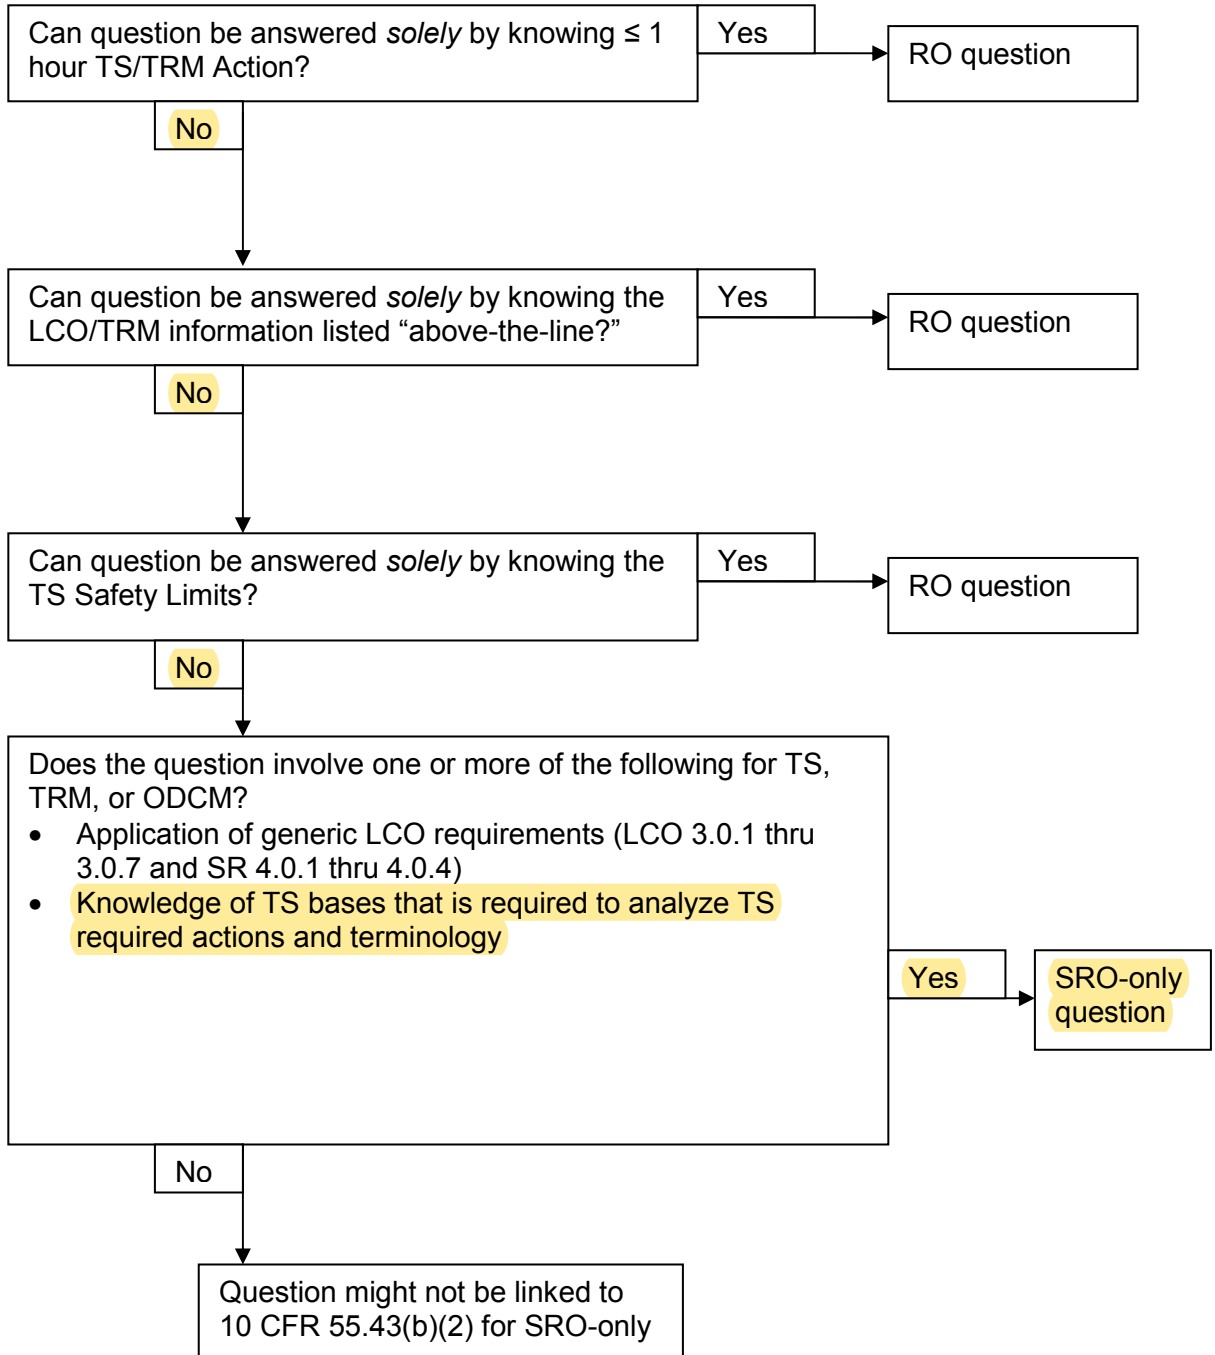 Can question be answered solely by knowing ≤ 1
hour TS/TRM Action?
Yes
RO question
No
Can question be answered solely by knowing the
LCO/TRM information listed “above-the-line?”
Yes
RO question
No
Can question be answered solely by knowing the
TS Safety Limits?
Yes
RO question
No
Does the question involve one or more of the following for TS,
TRM, or ODCM?
• Application of generic LCO requirements (LCO 3.0.1 thru
3.0.7 and SR 4.0.1 thru 4.0.4)
• Knowledge of TS bases that is required to analyze TS
required actions and terminology
Yes
SRO-only
question
No
Question might not be linked to
10 CFR 55.43(b)(2) for SRO-only